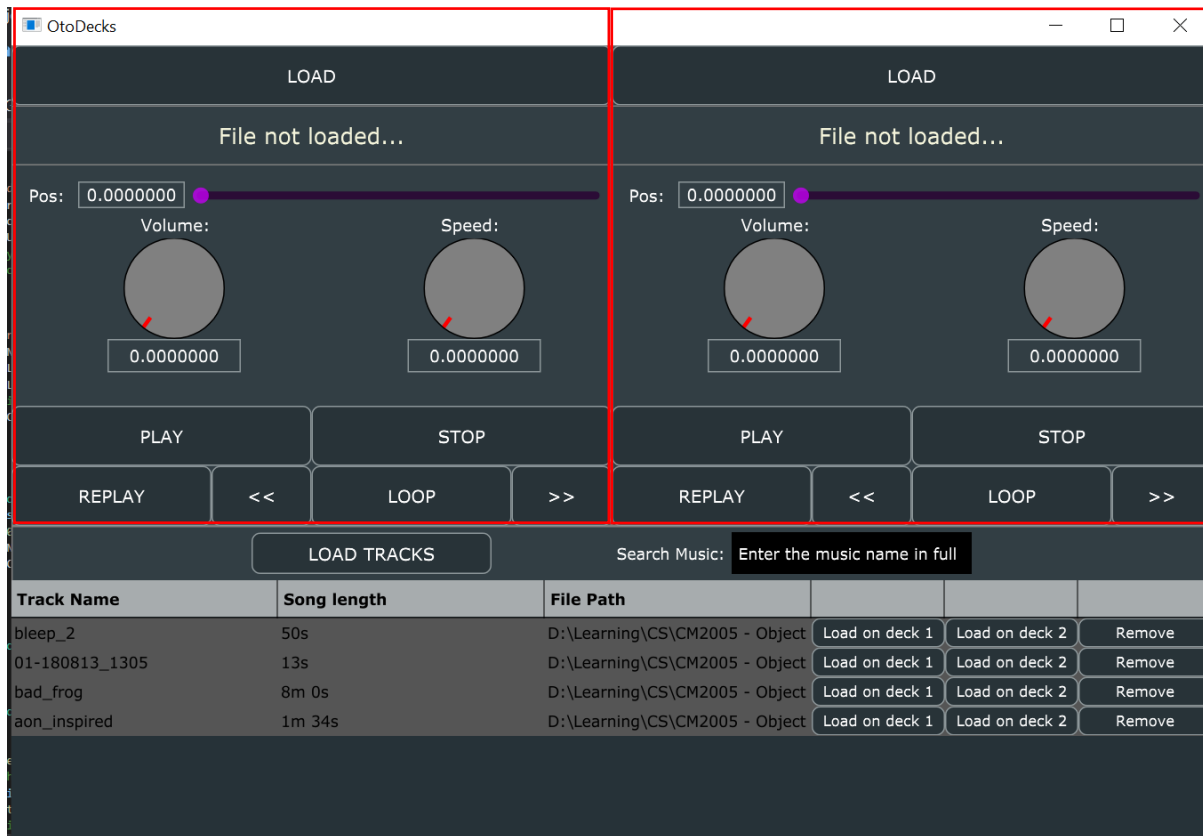 OtoDecks
LOAD LOAD
File not loaded... File not loaded...
Pos: 0.0000000 Pos: 0.0000000
Volume: Speed: Volume: Speed:
0.0000000 0.0000000 0.0000000 0.0000000
PLAY STOP PLAY STOP
REPLAY << LOOP >> REPLAY << LOOP >>
LOAD TRACKS Search Music: Enter the music name in full
Track Name Song length File Path
bleep_2 50s D:\Learning\CS\CM2005 - Object Load on deck 1 Load on deck 2 Remove
01-180813_1305 13s D:\Learning\CS\CM2005 - Object Load on deck 1 Load on deck 2 Remove
bad_frog 8m 0s D:\Learning\CS\CM2005 - Object Load on deck 1 Load on deck 2 Remove
aon_inspired 1m 34s D:\Learning\CS\CM2005 - Object Load on deck 1 Load on deck 2 Remove